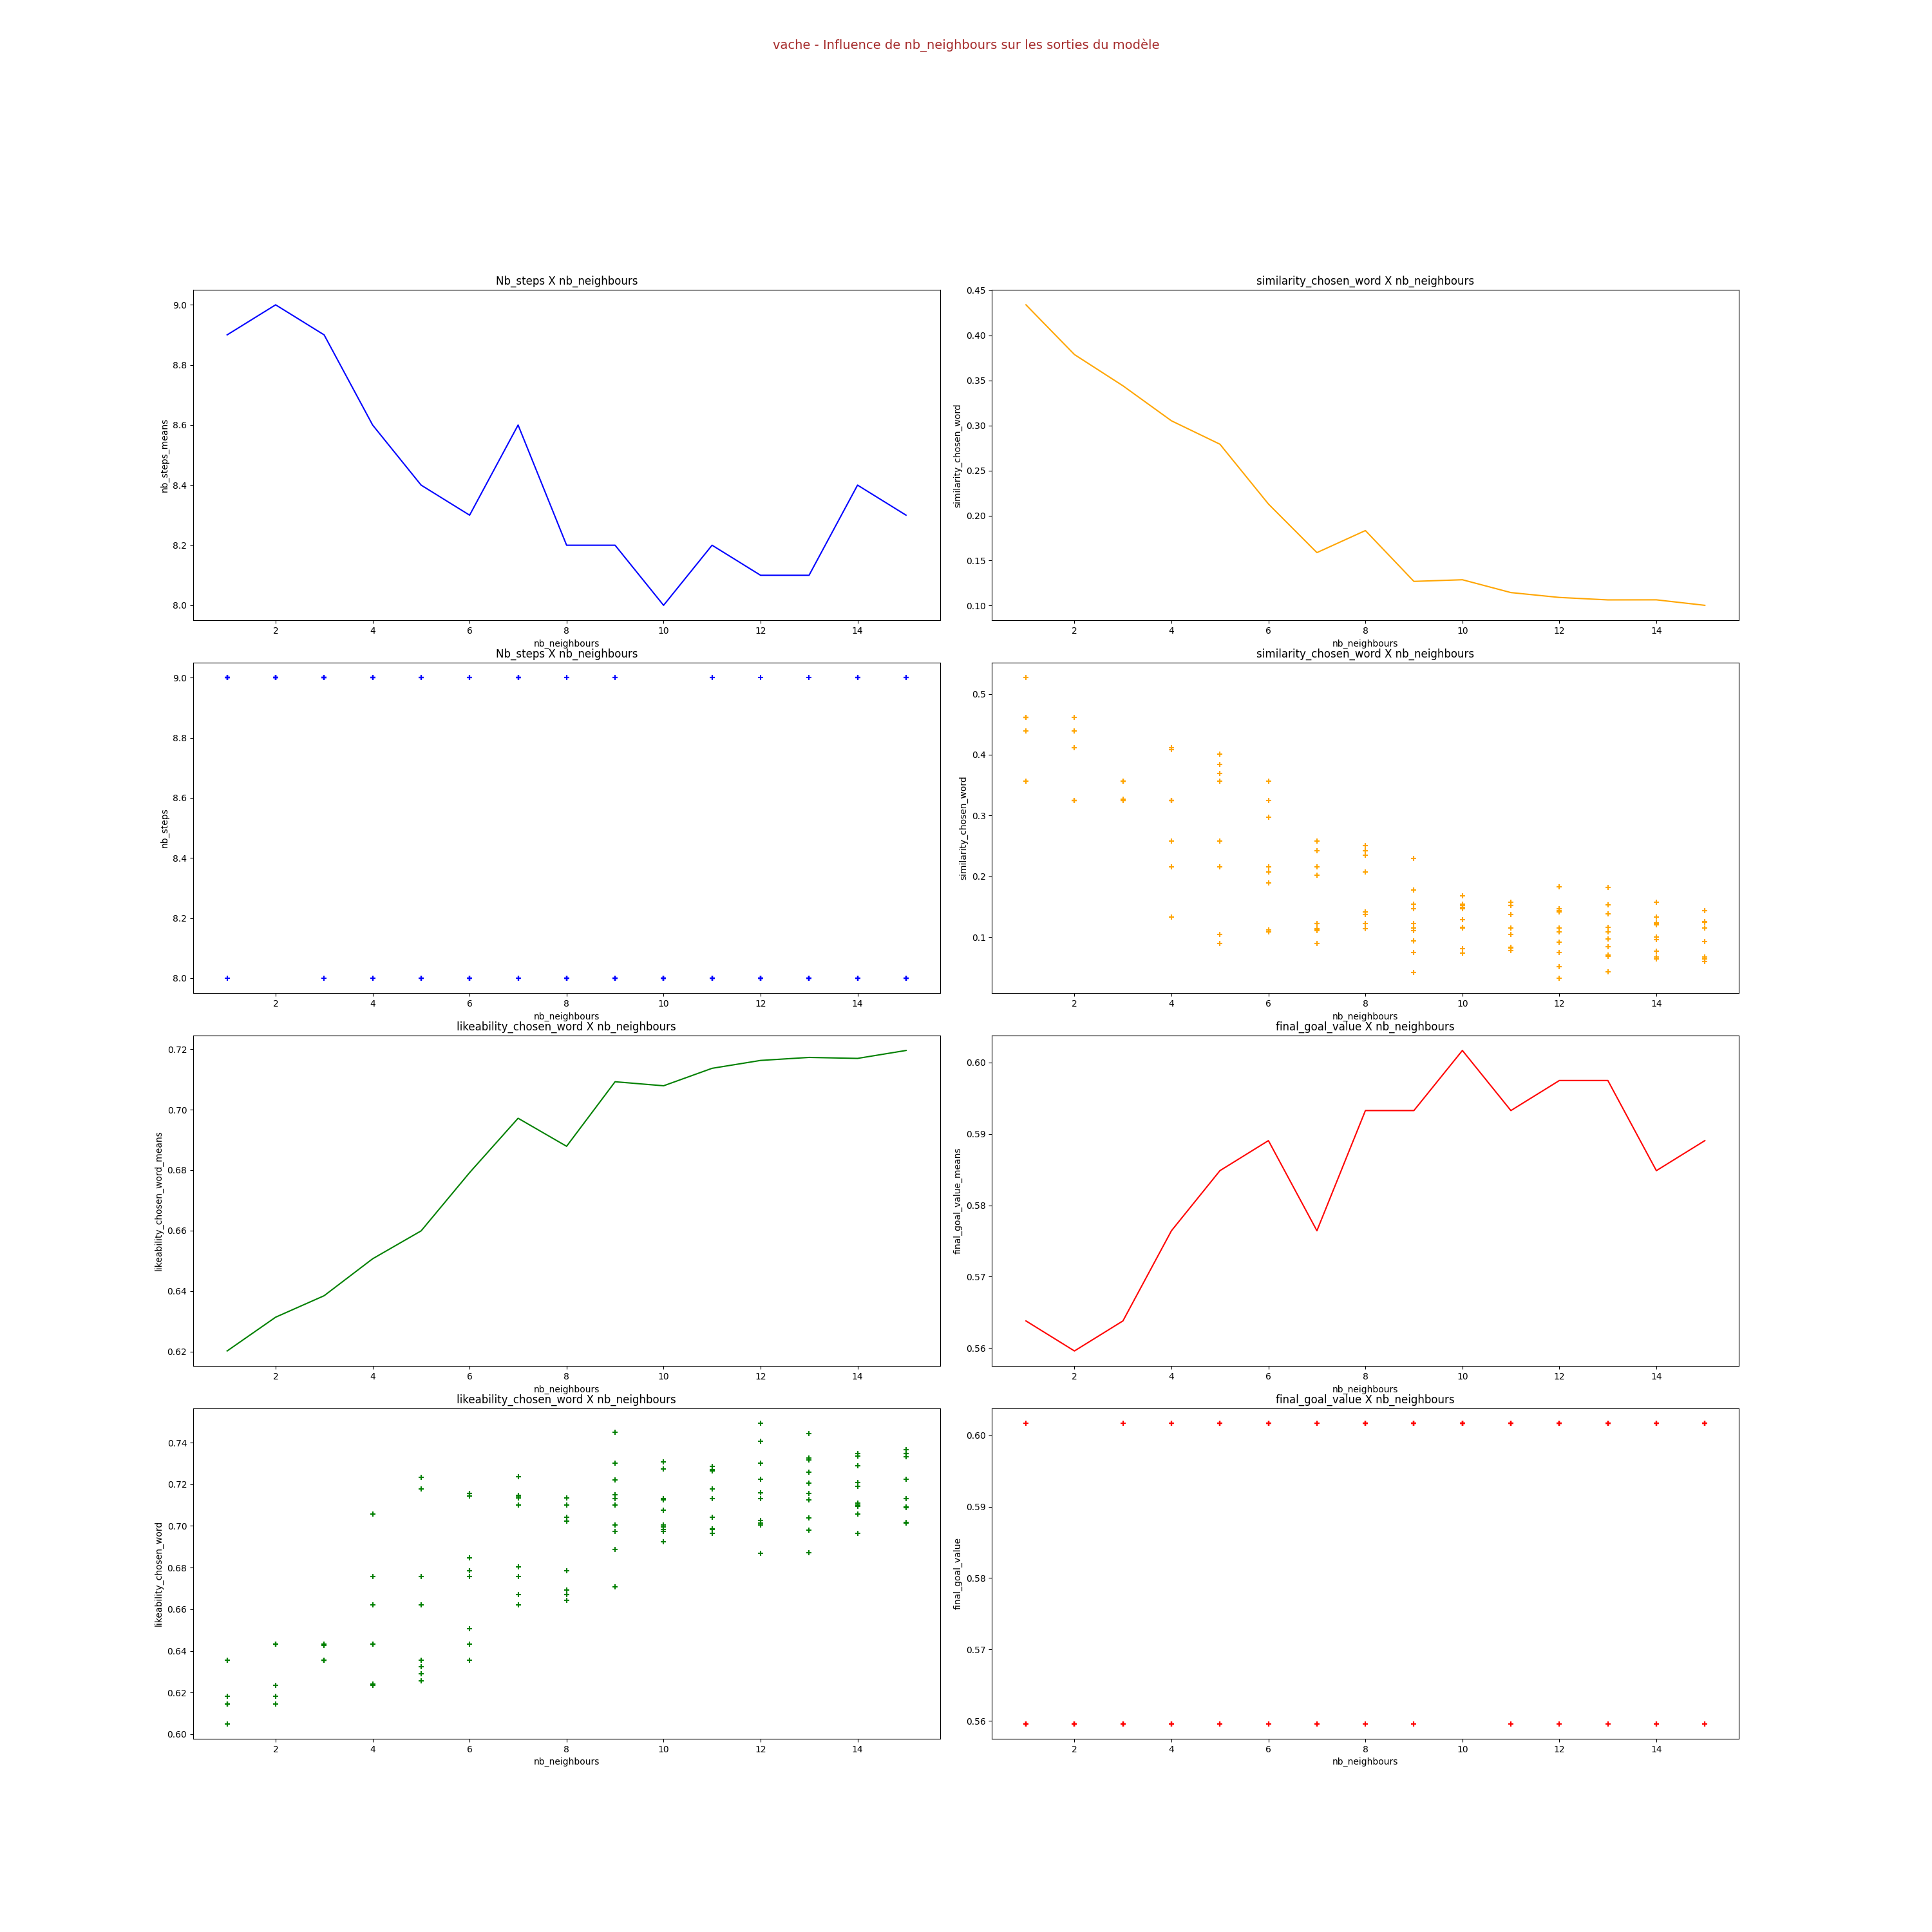 vache - Influence de nb_neighbours sur les sorties du modèle
Nb_steps X nb_neighbours
nb_steps_means
9.0
8.8
8.6
8.4
8.2
8.0
2 4 6 8 10 12 14
nb_neighbours
similarity_chosen_word X nb_neighbours
similarity_chosen_word
0.45
0.40
0.35
0.30
0.25
0.20
0.15
0.10
2 4 6 8 10 12 14
nb_neighbours
Nb_steps X nb_neighbours
nb_steps
9.0
8.8
8.6
8.4
8.2
8.0
2 4 6 8 10 12 14
nb_neighbours
similarity_chosen_word X nb_neighbours
similarity_chosen_word
0.5
0.4
0.3
0.2
0.1
2 4 6 8 10 12 14
nb_neighbours
likeability_chosen_word X nb_neighbours
likeability_chosen_word_means
0.72
0.70
0.68
0.66
0.64
0.62
2 4 6 8 10 12 14
nb_neighbours
final_goal_value X nb_neighbours
final_goal_value_means
0.60
0.59
0.58
0.57
0.56
2 4 6 8 10 12 14
nb_neighbours
likeability_chosen_word X nb_neighbours
likeability_chosen_word
0.74
0.72
0.70
0.68
0.66
0.64
0.62
0.60
2 4 6 8 10 12 14
nb_neighbours
final_goal_value X nb_neighbours
final_goal_value
0.60
0.59
0.58
0.57
0.56
2 4 6 8 10 12 14
nb_neighbours